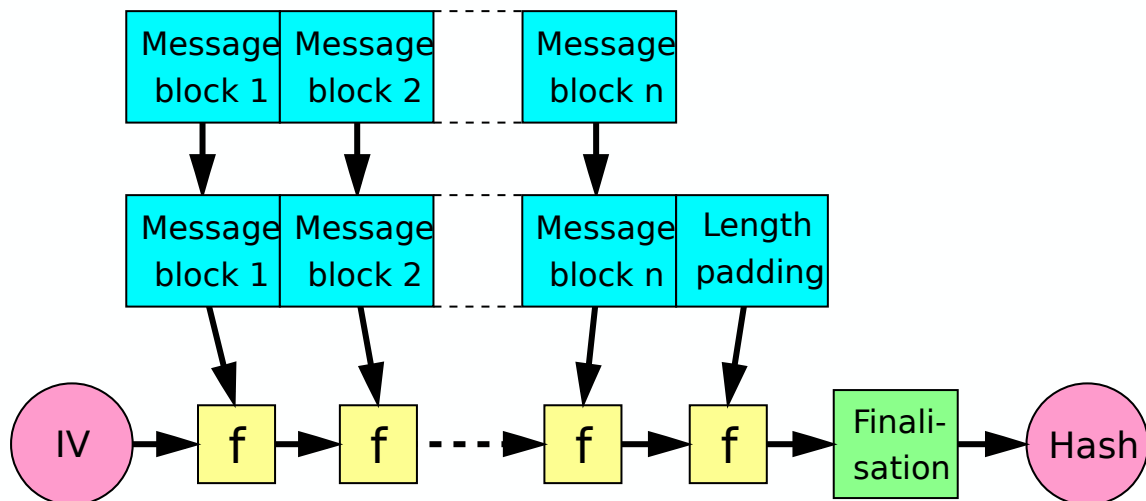 Message
block 1
Message
block 2
Message
block n
Message
block 1
Message
block 2
Message
block n
Length
padding
IV
f
f
f
f
Finali-
sation
Hash